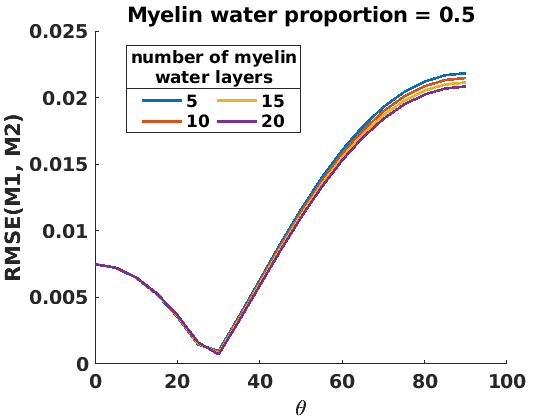 Myelin water proportion = 0.5
0.025
0.02
0.015
0.01
0.005
0
RMSE(M1, M2)
number of myelin
water layers
5 15
10 20
0 20 40 60 80 100
θ